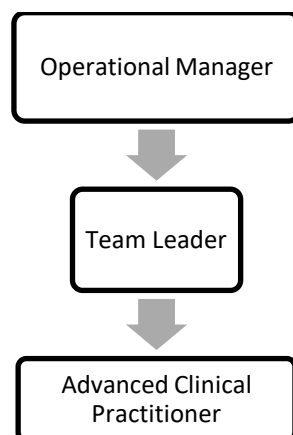 Operational Manager
Team Leader
Advanced Clinical
Practitioner